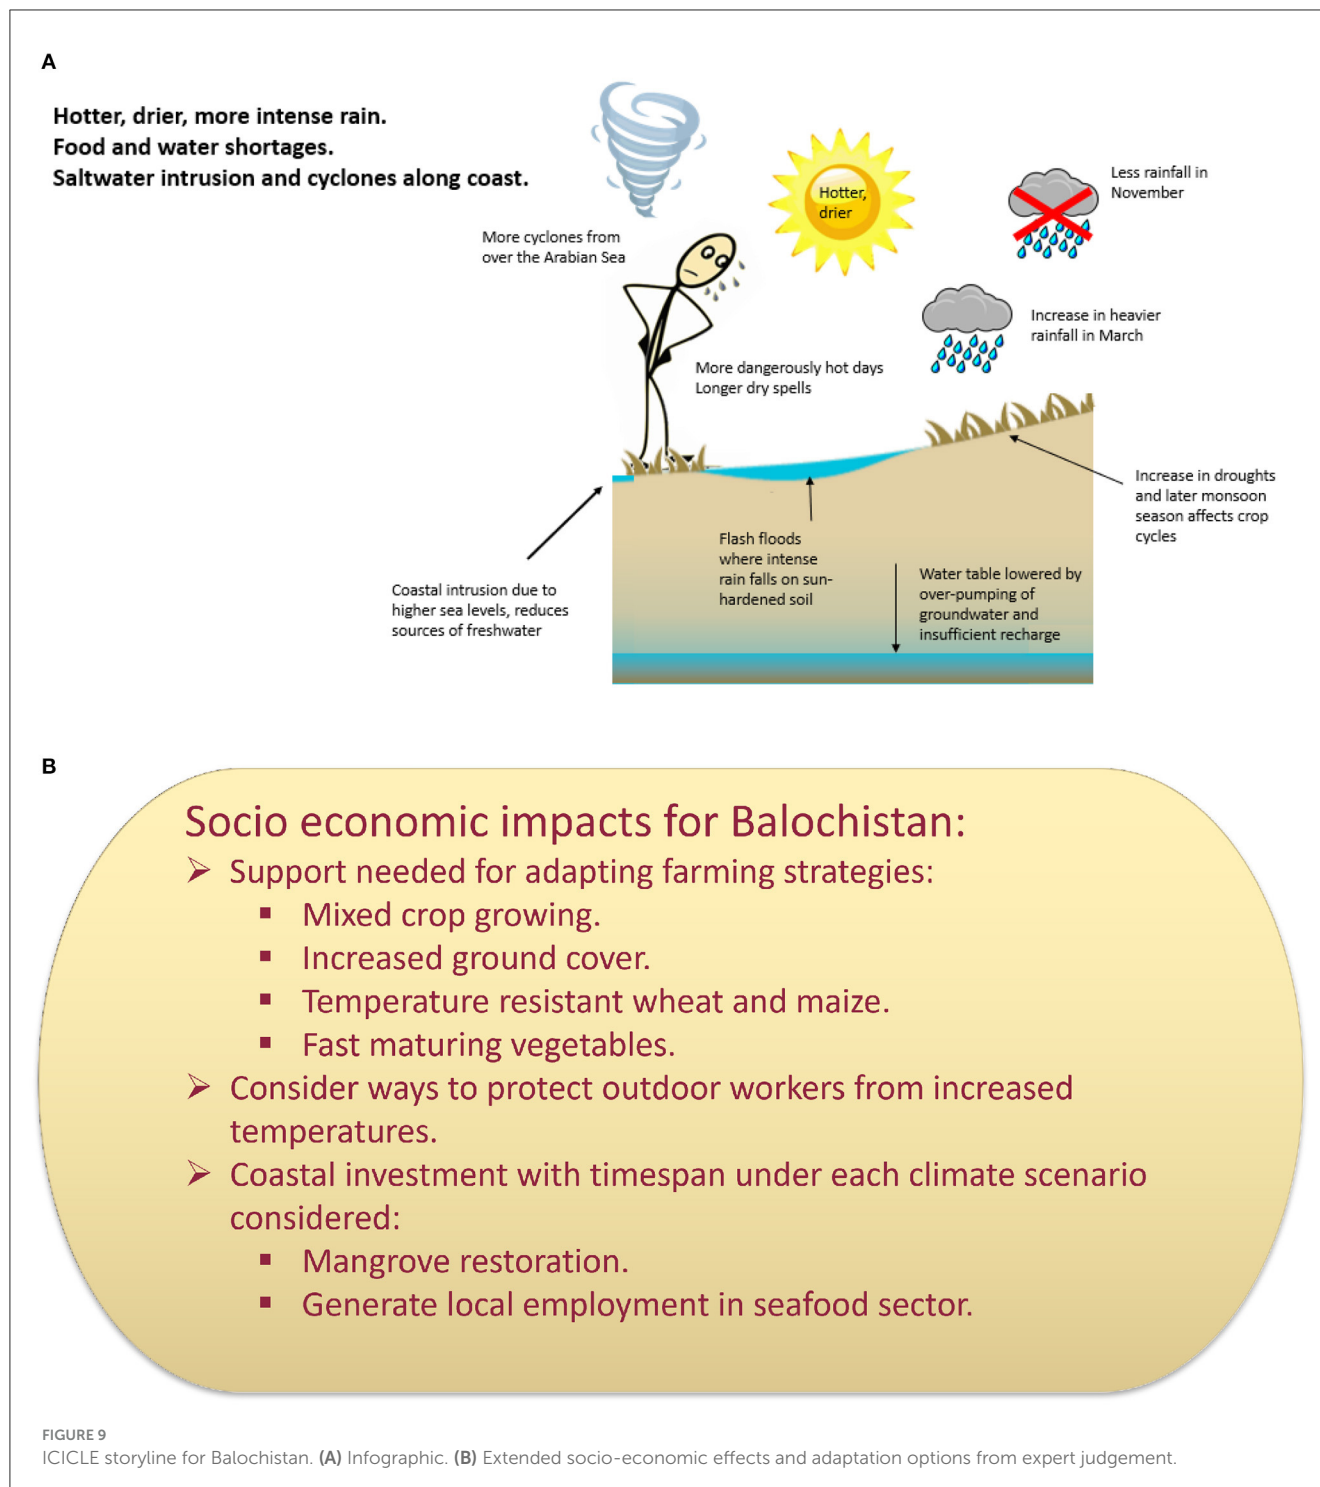 A
Hotter, drier, more intense rain.
Food and water shortages.
Saltwater intrusion and cyclones along coast.
More cyclones from
over the Arabian Sea
Hotter,
drier
Less rainfall in
November
Increase in heavier
rainfall in March
More dangerously hot days
Longer dry spells
Increase in droughts
and later monsoon
season affects crop
cycles
Flash floods
where intense
rain falls on sun-
hardened soil
Water table lowered by
over-pumping of
groundwater and
insufficient recharge
Coastal intrusion due to
higher sea levels, reduces
sources of freshwater
B
Socio economic impacts for Balochistan:
➢ Support needed for adapting farming strategies:
▪ Mixed crop growing.
▪ Increased ground cover.
▪ Temperature resistant wheat and maize.
▪ Fast maturing vegetables.
➢ Consider ways to protect outdoor workers from increased
temperatures.
➢ Coastal investment with timespan under each climate scenario
considered:
▪ Mangrove restoration.
▪ Generate local employment in seafood sector.
FIGURE 9
ICICLE storyline for Balochistan. (A) Infographic. (B) Extended socio-economic effects and adaptation options from expert judgement.